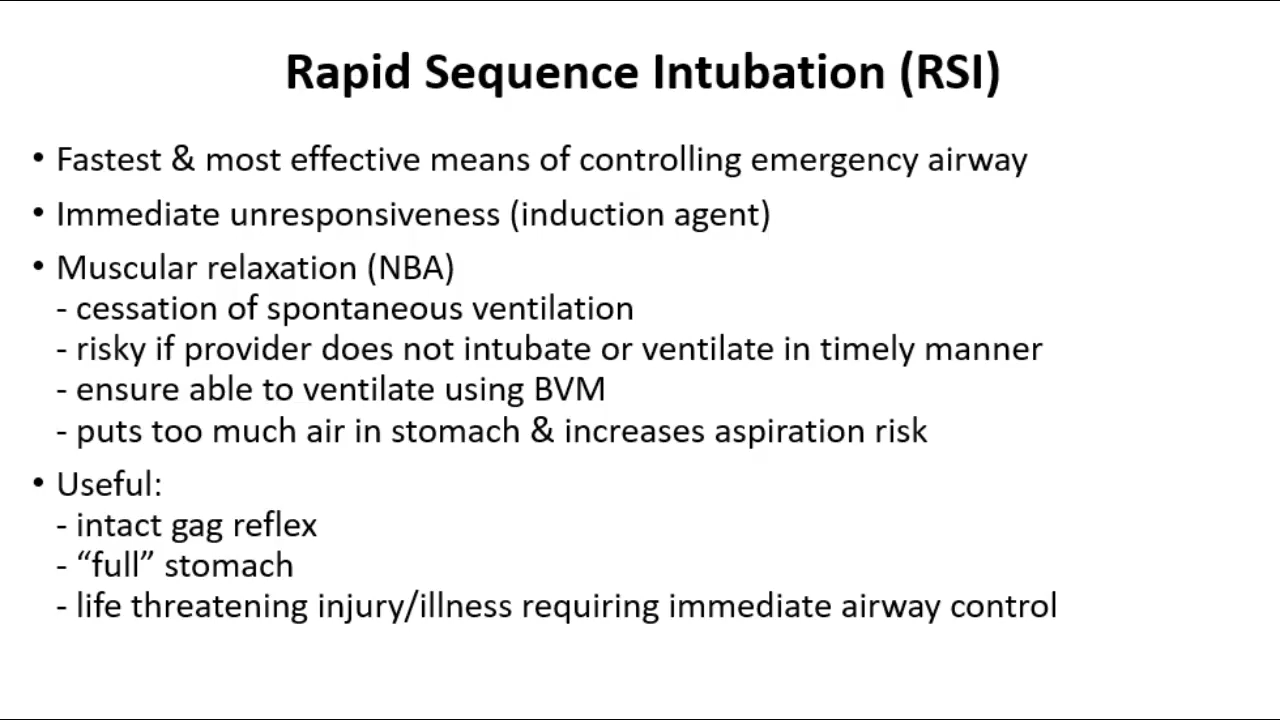 Rapid Sequence Intubation (RSI)
• Fastest & most effective means of controlling emergency airway
• Immediate unresponsiveness (induction agent)
• Muscular relaxation (NBA)
- cessation of spontaneous ventilation
- risky if provider does not intubate or ventilate in timely manner
- ensure able to ventilate using BVM
- puts too much air in stomach & increases aspiration risk
• Useful:
- intact gag reflex
- “full” stomach
- life threatening injury/illness requiring immediate airway control